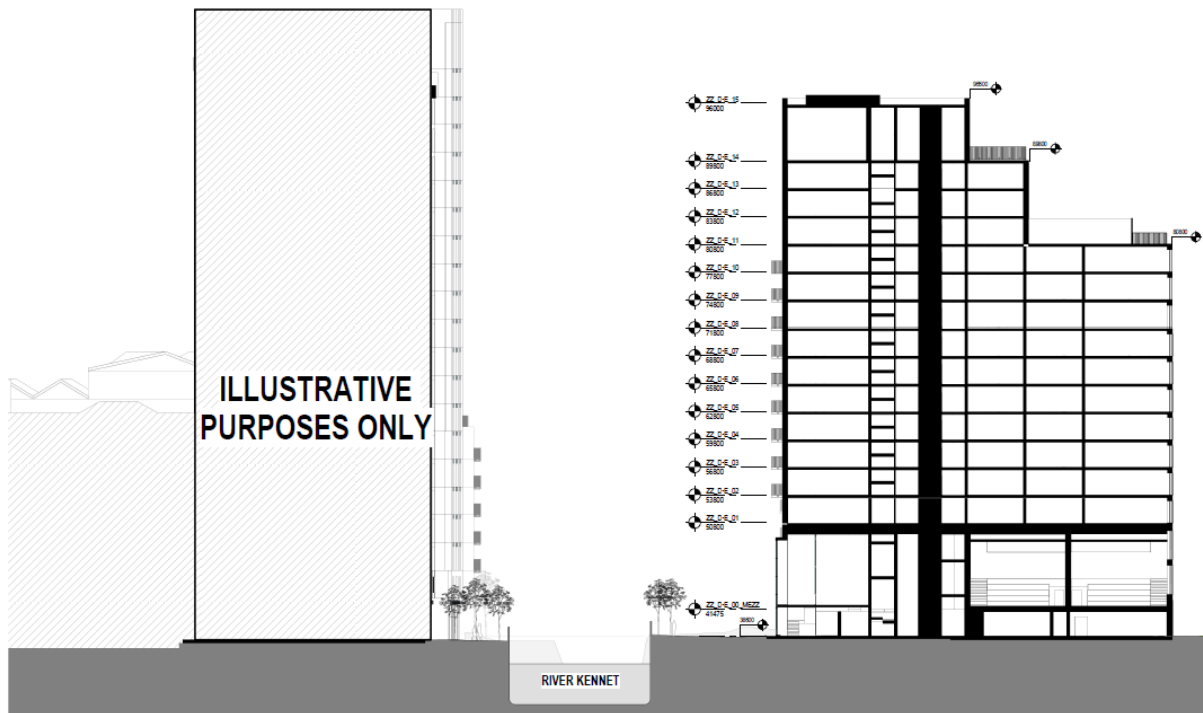 ILLUSTRATIVE
PURPOSES ONLY
RIVER KENNET
ZZ_D-E_15
96000
ZZ_D-E_14
89800
ZZ_D-E_13
86800
ZZ_D-E_12
83800
ZZ_D-E_11
80800
ZZ_D-E_10
77800
ZZ_D-E_09
74800
ZZ_D-E_08
71800
ZZ_D-E_07
68800
ZZ_D-E_06
65800
ZZ_D-E_05
62800
ZZ_D-E_04
59800
ZZ_D-E_03
56800
ZZ_D-E_02
53800
ZZ_D-E_01
50800
ZZ_D-E_00_MEZZ
41475
89800
80800